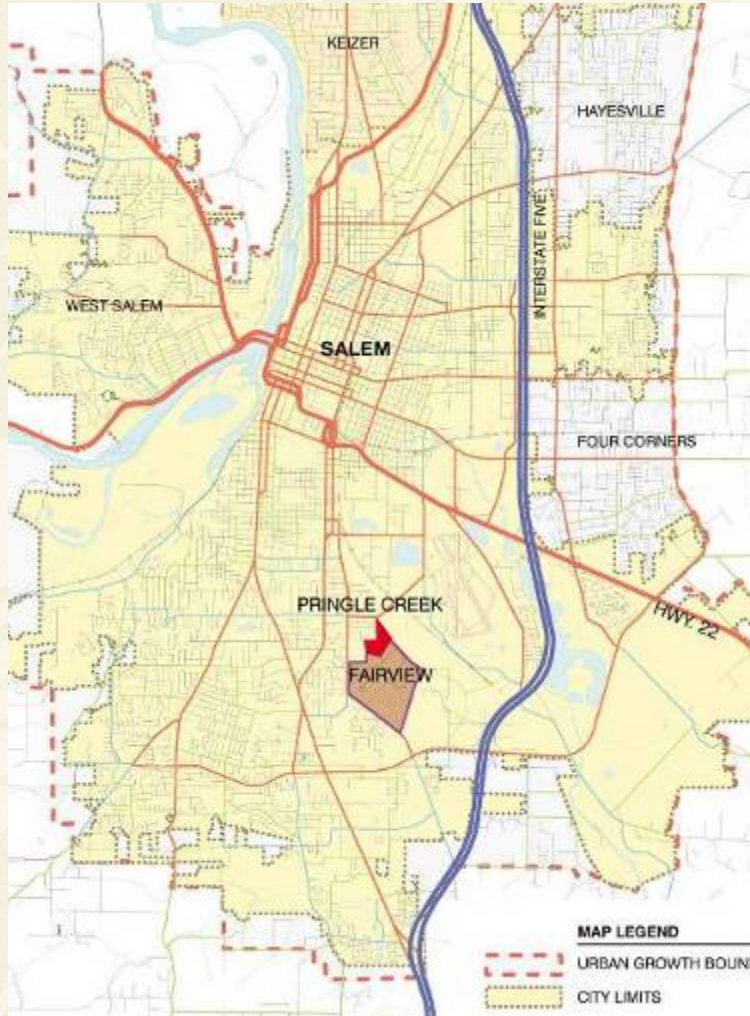 KEIZER
HAYESVILLE
INTERSTATE FIVE
WEST SALEM
SALEM
FOUR CORNERS
PRINGLE CREEK
HWY 22
FAIRVIEW
MAP LEGEND
URBAN GROWTH BOUN
CITY LIMITS